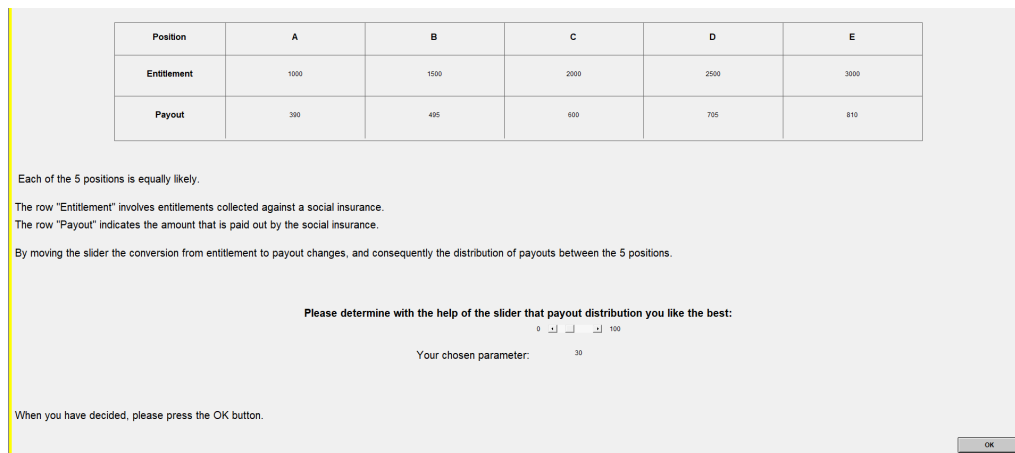 Position A B C D E
Entitlement 1000 1500 2000 2500 3000
Payout 390 495 600 705 810
Each of the 5 positions is equally likely.
The row "Entitlement" involves entitlements collected against a social insurance.
The row "Payout" indicates the amount that is paid out by the social insurance.
By moving the slider the conversion from entitlement to payout changes, and consequently the distribution of payouts between the 5 positions.
Please determine with the help of the slider that payout distribution you like the best:
0 100
Your chosen parameter: 30
When you have decided, please press the OK button.
OK